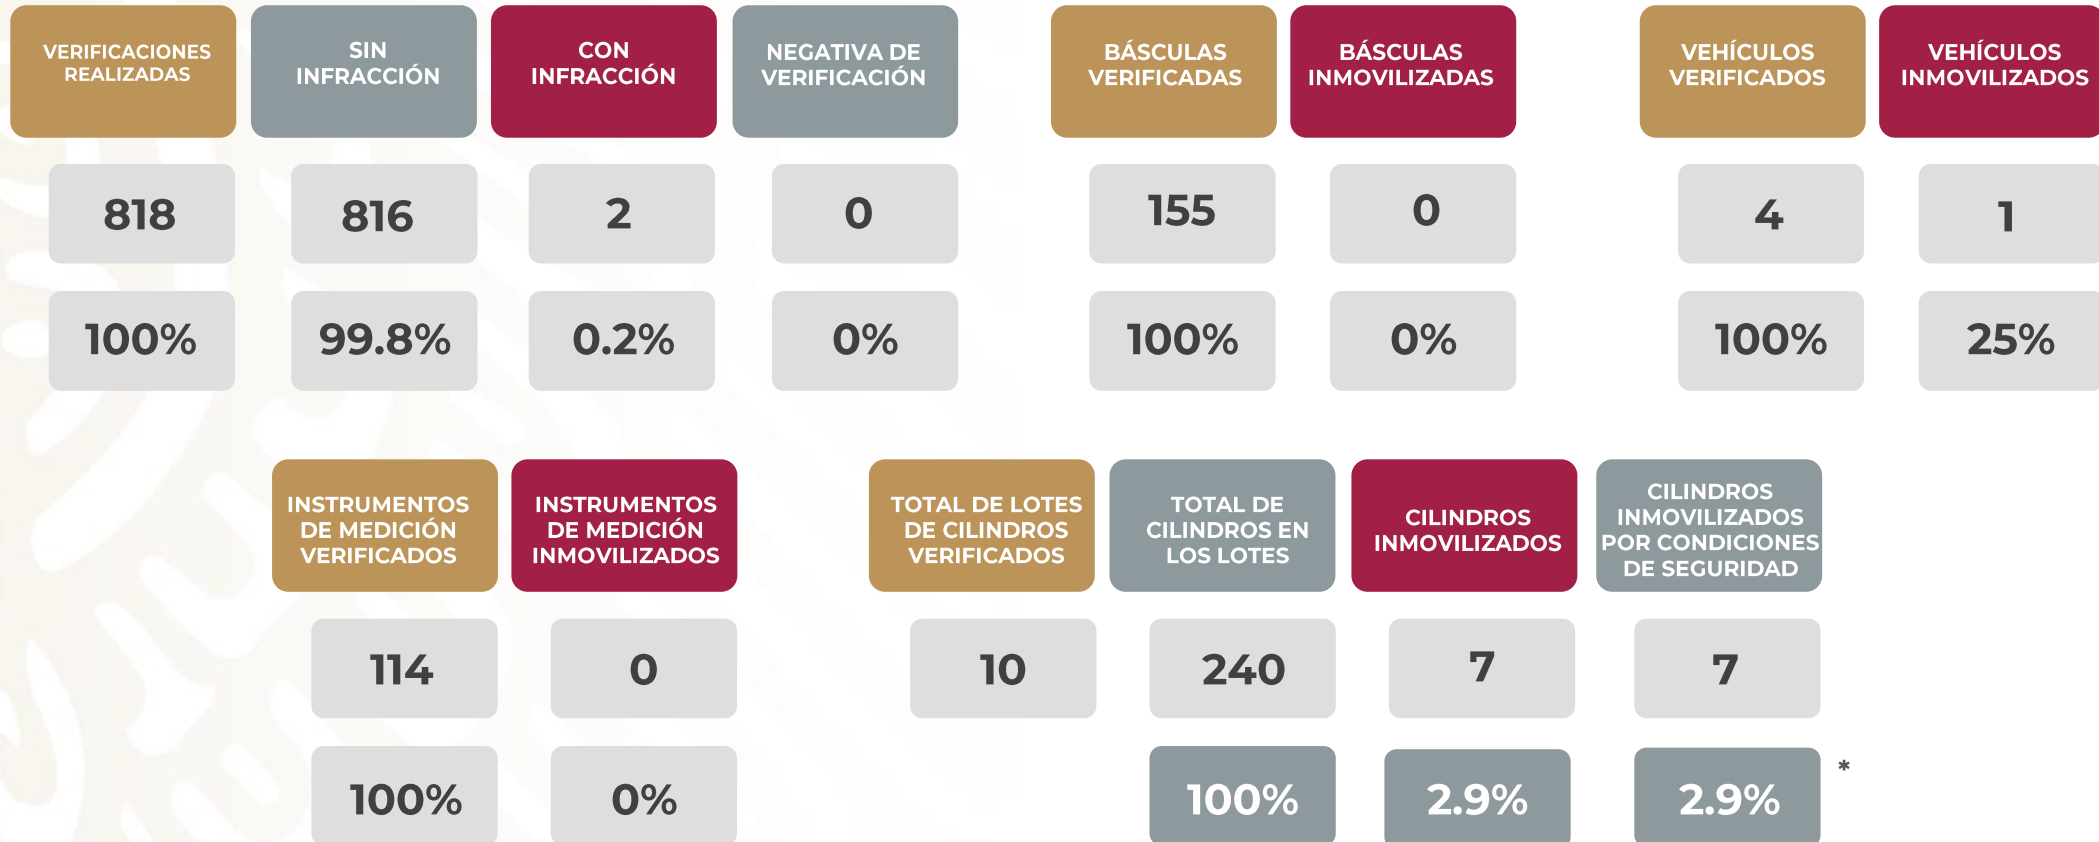 VERIFICACIONES
REALIZADAS
818
100%
SIN
INFRACCIÓN
816
99.8%
CON
INFRACCIÓN
2
0.2%
NEGATIVA DE
VERIFICACIÓN
0
0%
BÁSCULAS
VERIFICADAS
155
100%
BÁSCULAS
INMOVILIZADAS
0
0%
VEHÍCULOS
VERIFICADOS
4
100%
VEHÍCULOS
INMOVILIZADOS
1
25%
INSTRUMENTOS
DE MEDICIÓN
VERIFICADOS
114
100%
INSTRUMENTOS
DE MEDICIÓN
INMOVILIZADOS
0
0%
TOTAL DE LOTES
DE CILINDROS
VERIFICADOS
10
TOTAL DE
CILINDROS EN
LOS LOTES
240
100%
CILINDROS
INMOVILIZADOS
7
2.9%
CILINDROS
INMOVILIZADOS
POR CONDICIONES
DE SEGURIDAD
7
2.9%
*